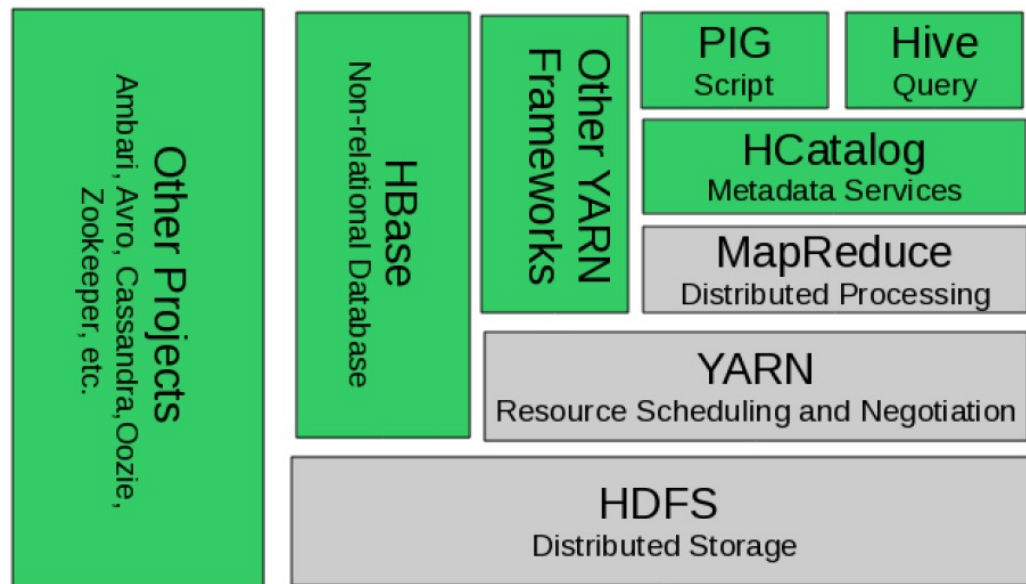 Other Projects
Ambari, Avro, Cassandra,Oozie,
Zookeeper, etc.
HBase
Non-relational Database
Other YARN
Frameworks
PIG
Script
Hive
Query
HCatalog
Metadata Services
MapReduce
Distributed Processing
YARN
Resource Scheduling and Negotiation
HDFS
Distributed Storage